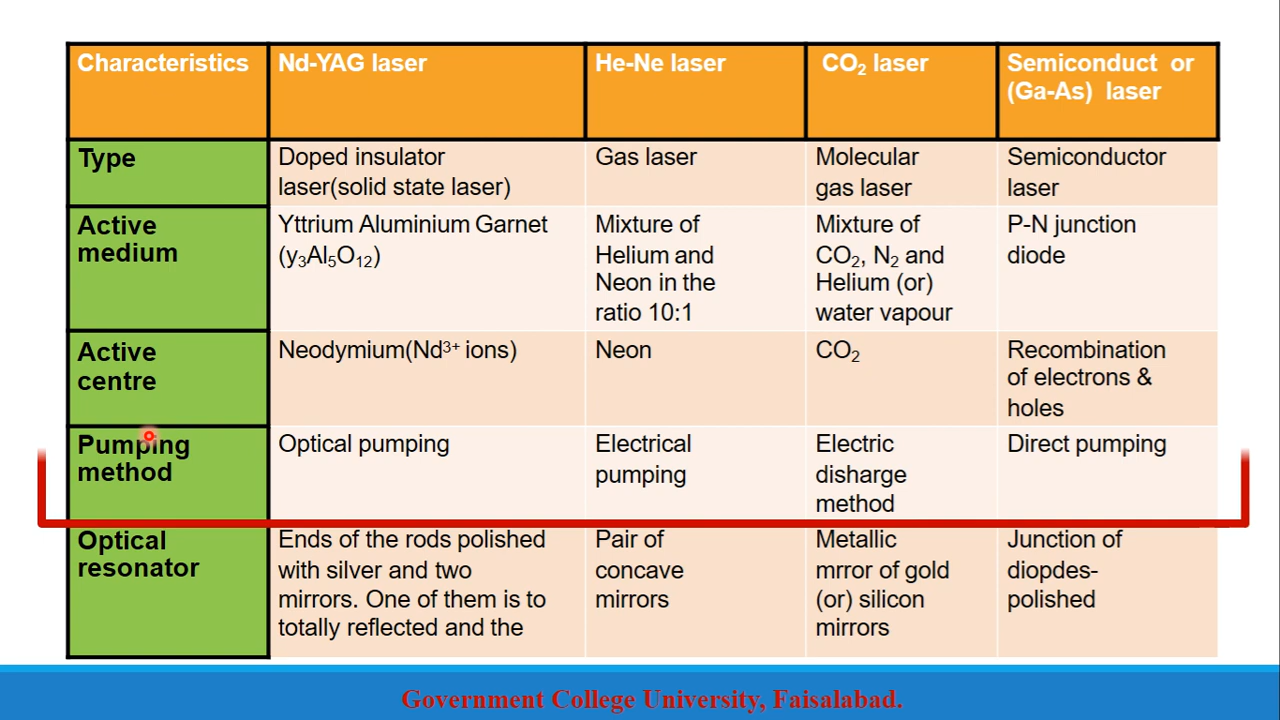 Characteristics
Nd-YAG laser
He-Ne laser
CO₂ laser
Semiconduct or
(Ga-As) laser
Type
Doped insulator
laser(solid state laser)
Gas laser
Molecular
gas laser
Semiconductor
laser
Active
medium
Yttrium Aluminium Garnet
(y₃Al₅O₁₂)
Mixture of
Helium and
Neon in the
ratio 10:1
Mixture of
CO₂, N₂ and
Helium (or)
water vapour
P-N junction
diode
Active
centre
Neodymium(Nd³⁺ ions)
Neon
CO₂
Recombination
of electrons &
holes
Pumping
method
Optical pumping
Electrical
pumping
Electric
disharge
method
Direct pumping
Optical
resonator
Ends of the rods polished
with silver and two
mirrors. One of them is to
totally reflected and the
Pair of
concave
mirrors
Metallic
mrror of gold
(or) silicon
mirrors
Junction of
diopdes-
polished
Government College University, Faisalabad.